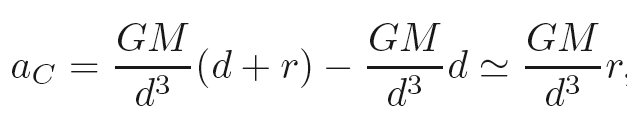 a_C = \frac{GM}{d^3}(d + r) - \frac{GM}{d^3}d \simeq \frac{GM}{d^3}r,